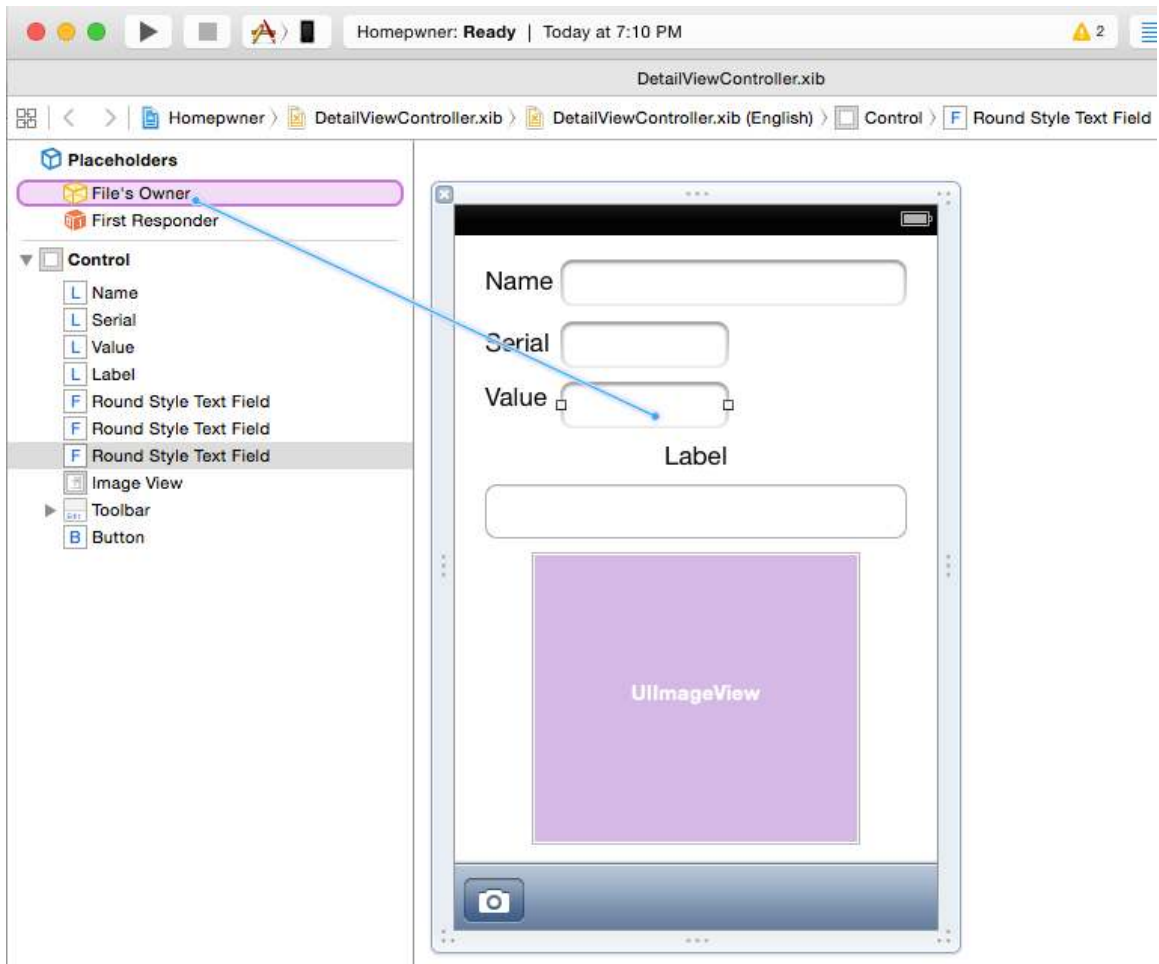 Homepwner: Ready | Today at 7:10 PM 2
DetailViewController.xib
Homepwner 〉 DetailViewController.xib 〉 DetailViewController.xib (English) 〉 Control 〉 F Round Style Text Field
Placeholders
File's Owner
First Responder
Control
L Name
L Serial
L Value
L Label
F Round Style Text Field
F Round Style Text Field
F Round Style Text Field
Image View
Toolbar
B Button
Name
Serial
Value
Label
UIImageView